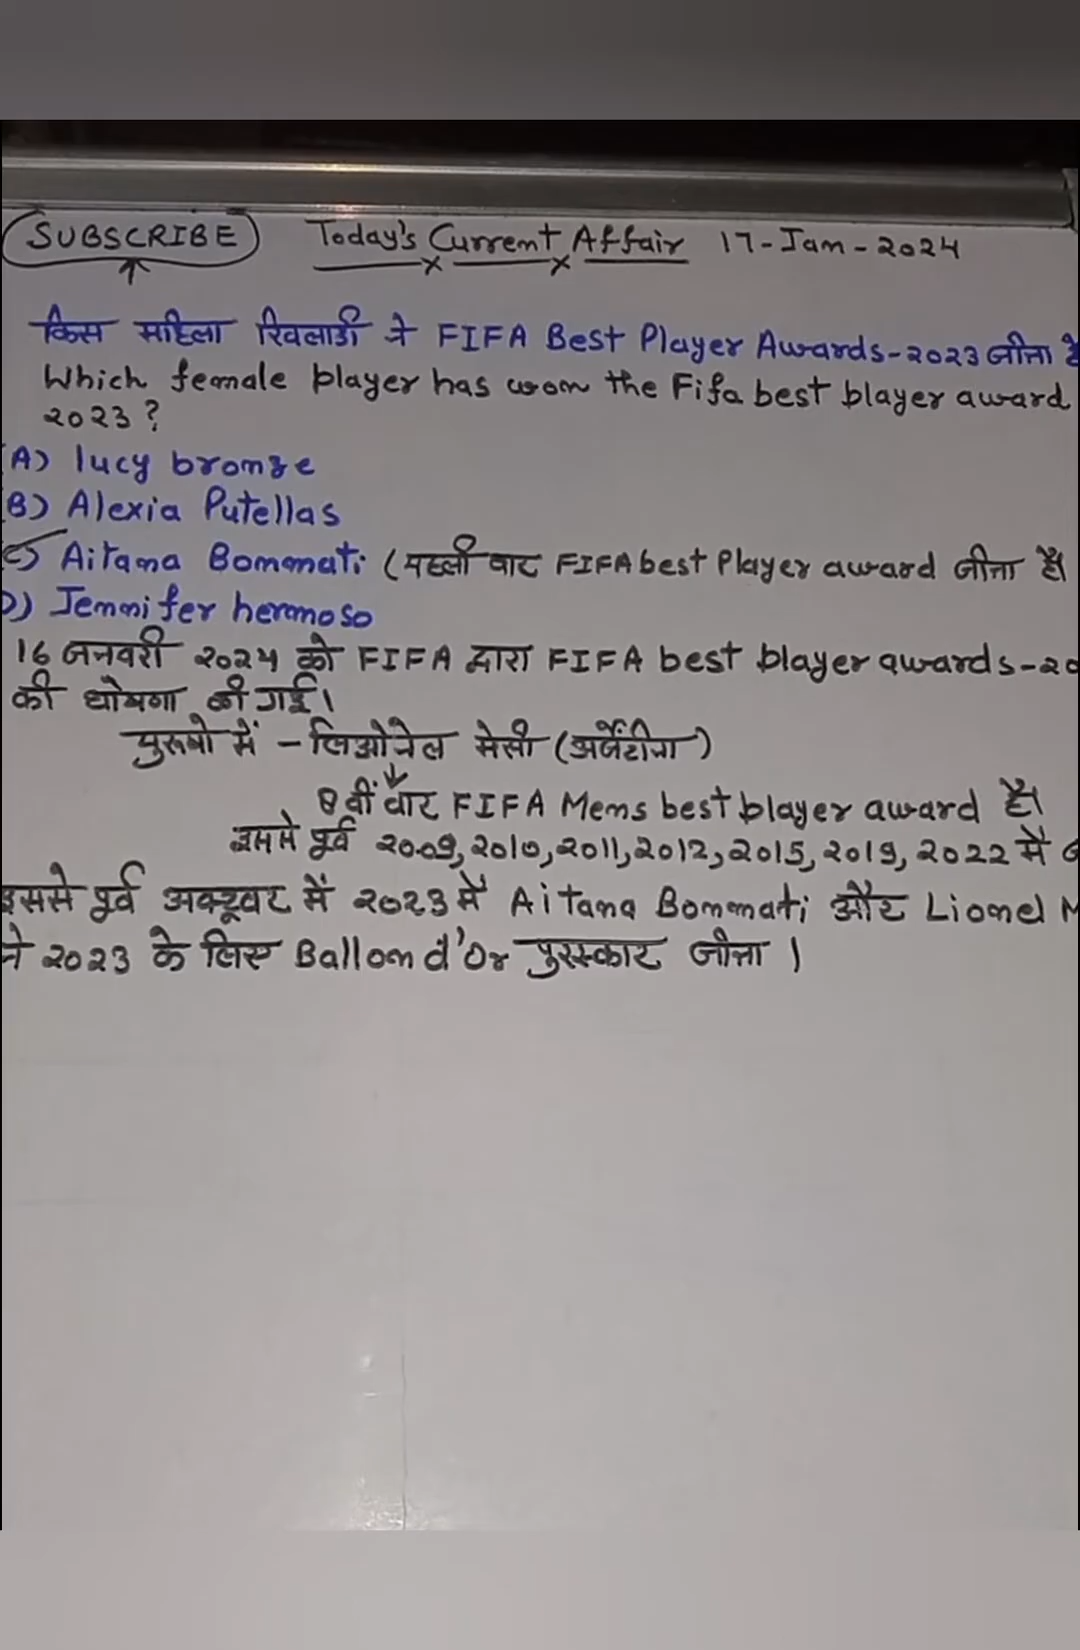 SUBSCRIBE Today's Current Affair 17-Jan-2024
किस महिला खिलाडी ने FIFA Best Player Awards-2023 जीता है
Which female player has won the Fifa best player award
2023?
(A) lucy bronze
(B) Alexia Putellas
(C) Aitana Bonmati (पहली बार FIFA best Player award जीता है।
D) Jennifer hermoso
16 जनवरी 2024 को FIFA द्वारा FIFA best player awards-20
की घोषणा की गई।
पुरूषो में - लिओनेल मेसी (अर्जेंटीना)
8वीं बार FIFA Mens best player award है।
इससे पूर्व 2009, 2010, 2011, 2012, 2015, 2019, 2022 में
इससे पूर्व अक्टूबर में 2023 में Aitana Bonmati और Lionel M
ने 2023 के लिए Ballon d'Or पुरस्कार जीता।